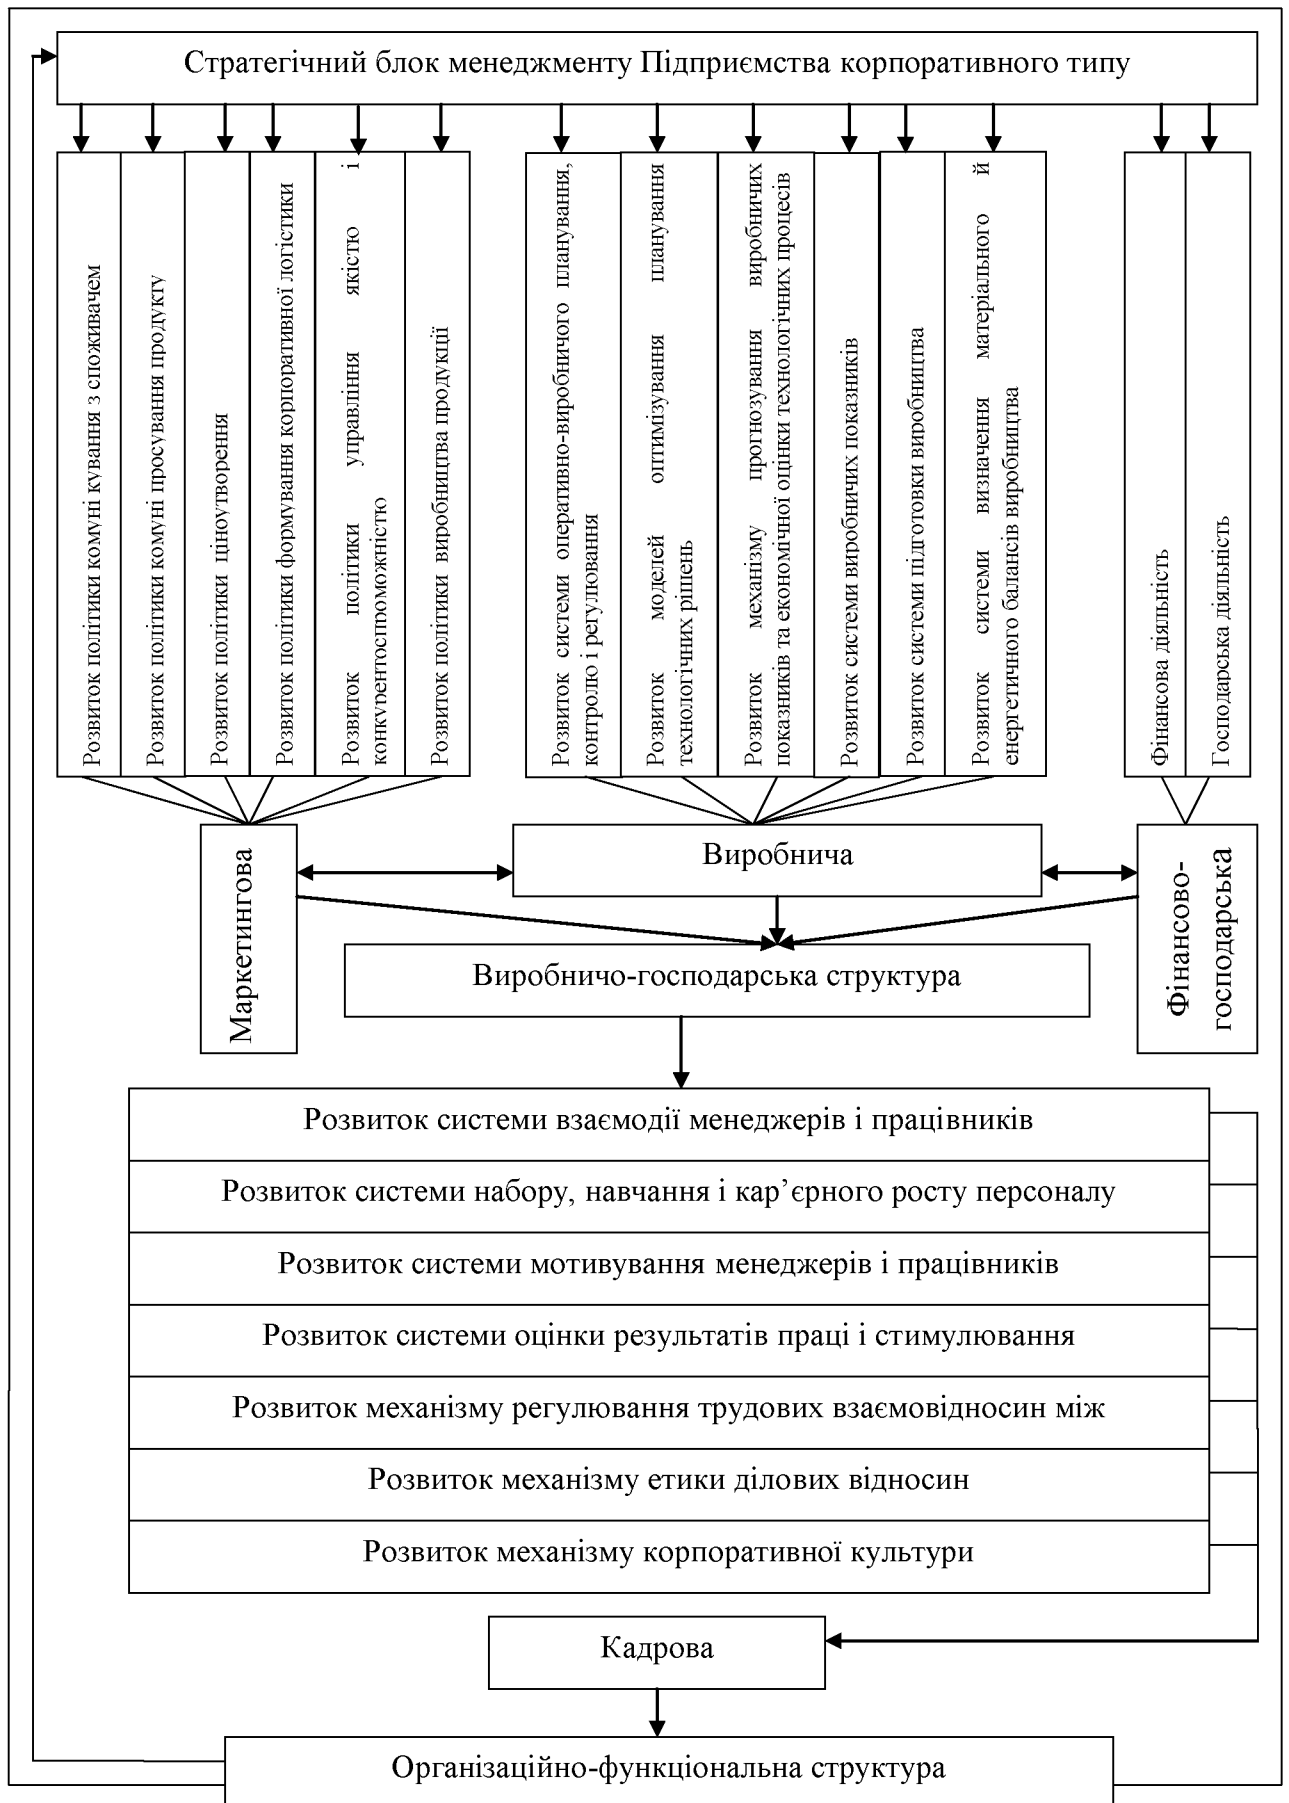 Стратегічний блок менеджменту Підприємства корпоративного типу
Розвиток політики комуні кування з споживачем
Розвиток політики комуні просування продукту
Розвиток політики ціноутворення
Розвиток політики формування корпоративної логістики
Розвиток політики управління якістю і
конкурентоспроможністю
Розвиток політики виробництва продукції
Розвиток системи оперативно-виробничого планування,
контролю і регулювання
Розвиток моделей оптимізування планування
технологічних рішень
Розвиток механізму прогнозування виробничих
показників та економічної оцінки технологічних процесів
Розвиток системи виробничих показників
Розвиток системи підготовки виробництва
Розвиток системи визначення матеріального й
енергетичного балансів виробництва
Фінансова діяльність
Господарська діяльність
Маркетингова
Виробнича
Фінансово-
господарська
Виробничо-господарська структура
Розвиток системи взаємодії менеджерів і працівників
Розвиток системи набору, навчання і кар’єрного росту персоналу
Розвиток системи мотивування менеджерів і працівників
Розвиток системи оцінки результатів праці і стимулювання
Розвиток механізму регулювання трудових взаємовідносин між
Розвиток механізму етики ділових відносин
Розвиток механізму корпоративної культури
Кадрова
Організаційно-функціональна структура